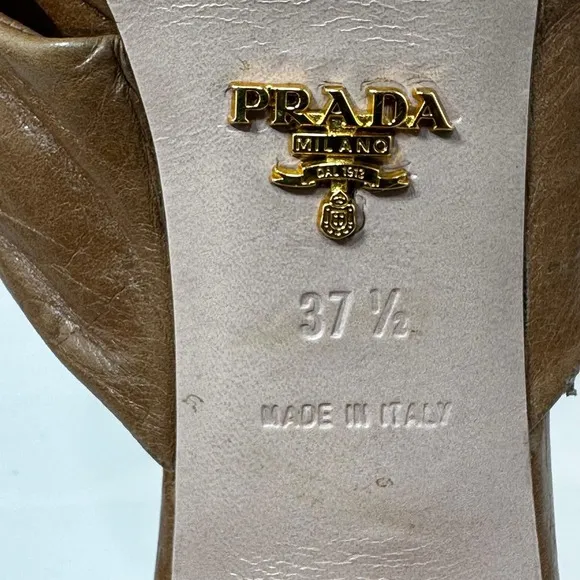 PRADA
MILANO
DAL 1913
37 ½
MADE IN ITALY